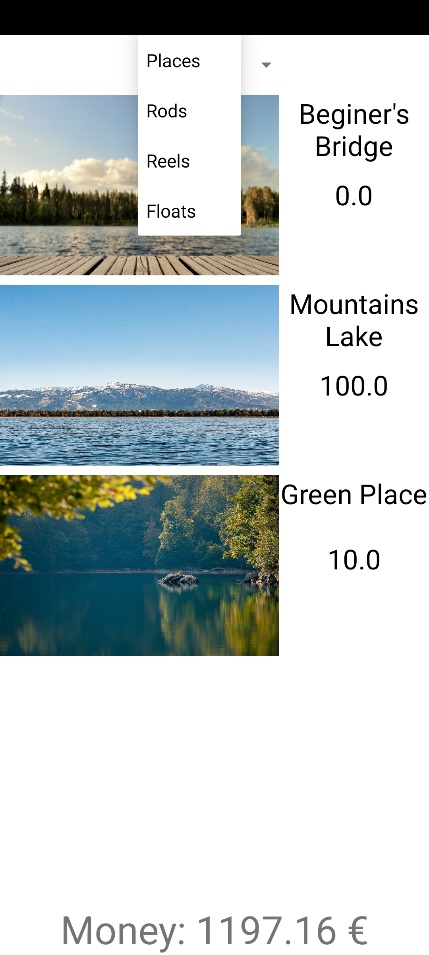 Places
Rods
Reels
Floats
Beginer's
Bridge
0.0
Mountains
Lake
100.0
Green Place
10.0
Money: 1197.16 €